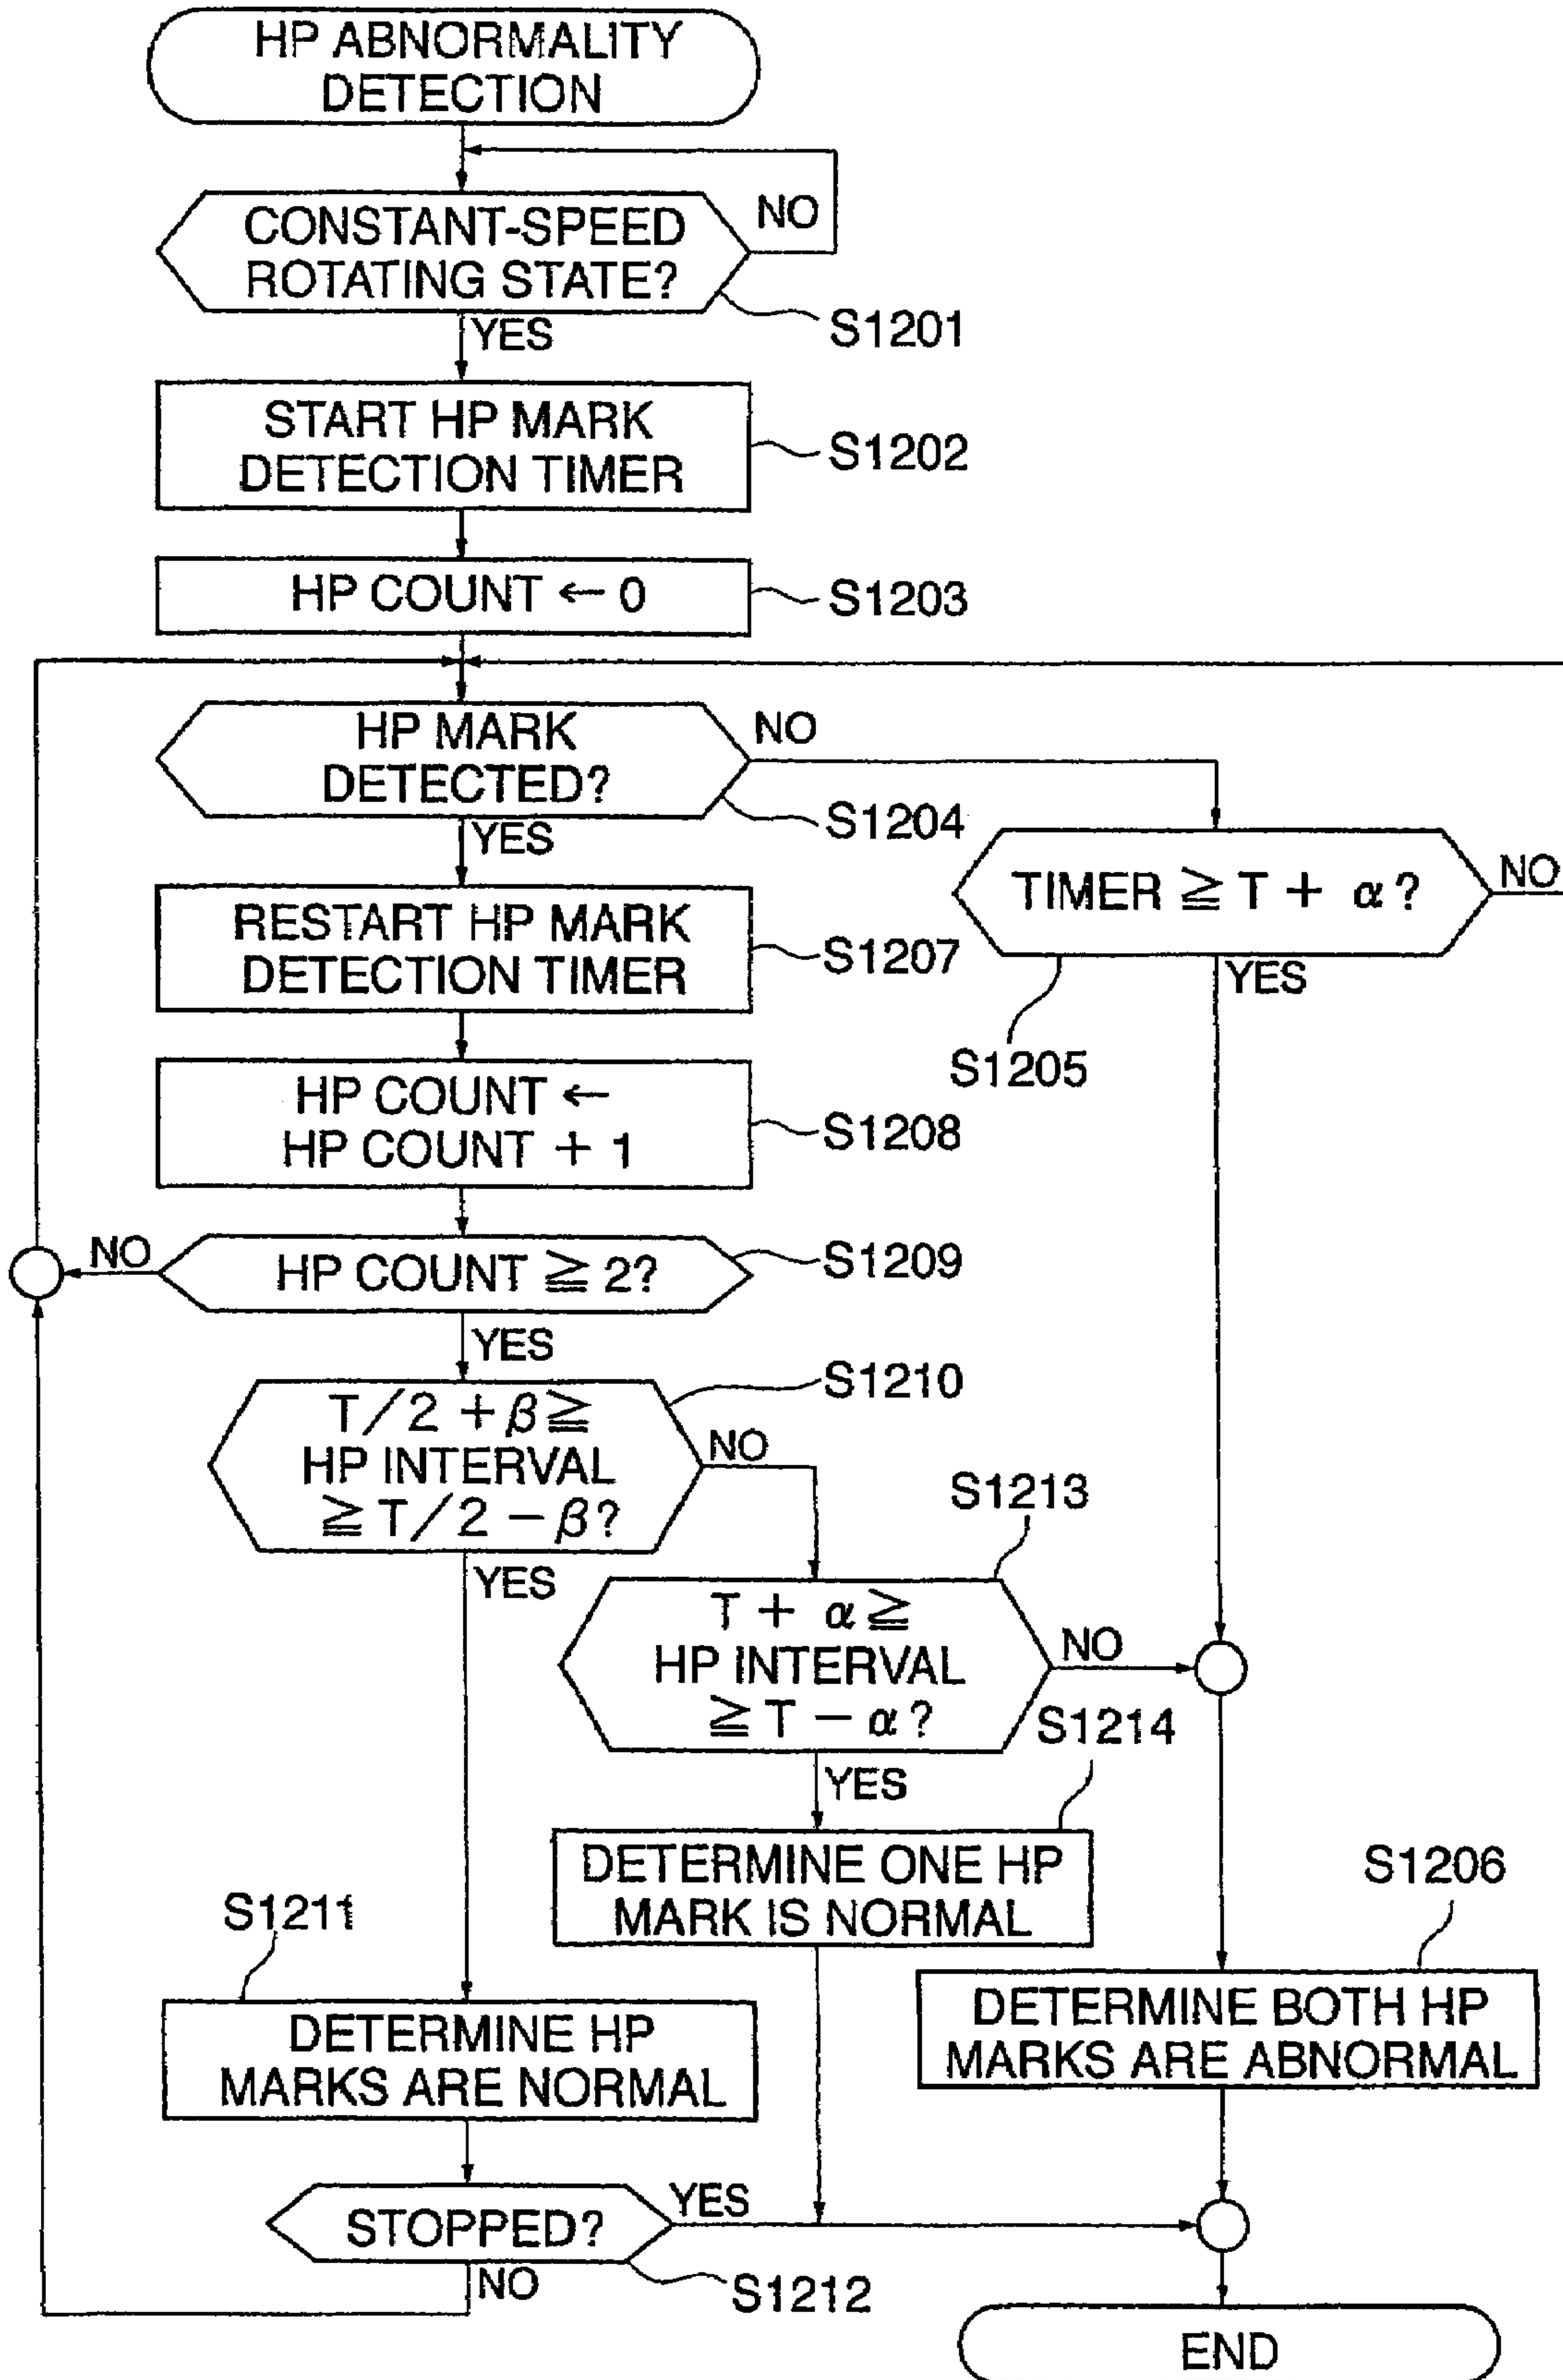 HP ABNORMALITY
DETECTION
CONSTANT-SPEED
ROTATING STATE?
NO
S1201
YES
START HP MARK
DETECTION TIMER
S1202
HP COUNT ← 0
S1203
HP MARK
DETECTED?
NO
S1204
YES
TIMER ≧ T + α?
NO
S1205
YES
RESTART HP MARK
DETECTION TIMER
S1207
HP COUNT ←
HP COUNT + 1
S1208
NO
HP COUNT ≧ 2?
S1209
YES
T/2 + β ≧
HP INTERVAL
≧ T/2 − β?
S1210
NO
YES
S1213
T + α ≧
HP INTERVAL
≧ T − α?
NO
YES
S1214
DETERMINE ONE HP
MARK IS NORMAL
S1206
DETERMINE BOTH HP
MARKS ARE ABNORMAL
S1211
DETERMINE HP
MARKS ARE NORMAL
STOPPED?
YES
NO
S1212
END